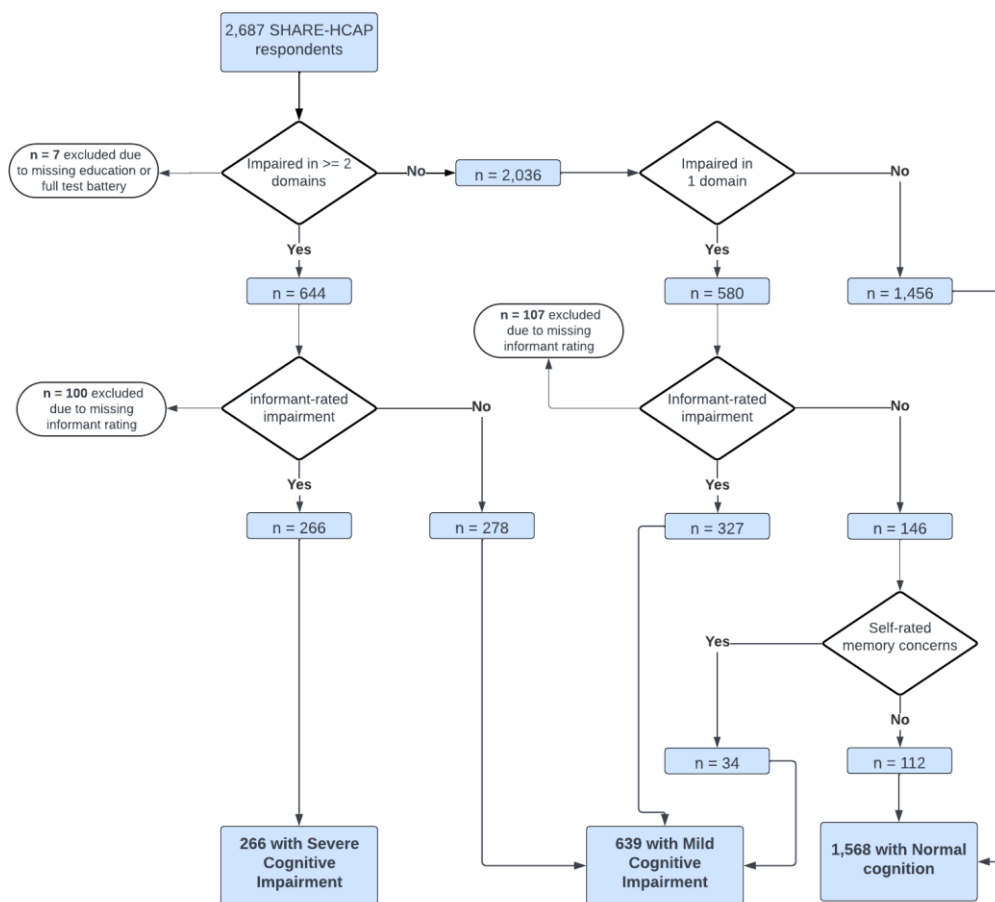 2,687 SHARE-HCAP
respondents
n = 7 excluded due
to missing education or
full test battery
Impaired in >= 2
domains
No
n = 2,036
Impaired in
1 domain
No
Yes
Yes
n = 644
n = 580
n = 1,456
n = 107 excluded
due to missing
informant rating
n = 100 excluded
due to missing
informant rating
informant-rated
impairment
No
Informant-rated
impairment
No
Yes
Yes
n = 266
n = 278
n = 327
n = 146
Self-rated
memory concerns
Yes
No
n = 34
n = 112
266 with Severe
Cognitive
Impairment
639 with Mild
Cognitive
Impairment
1,568 with Normal
cognition